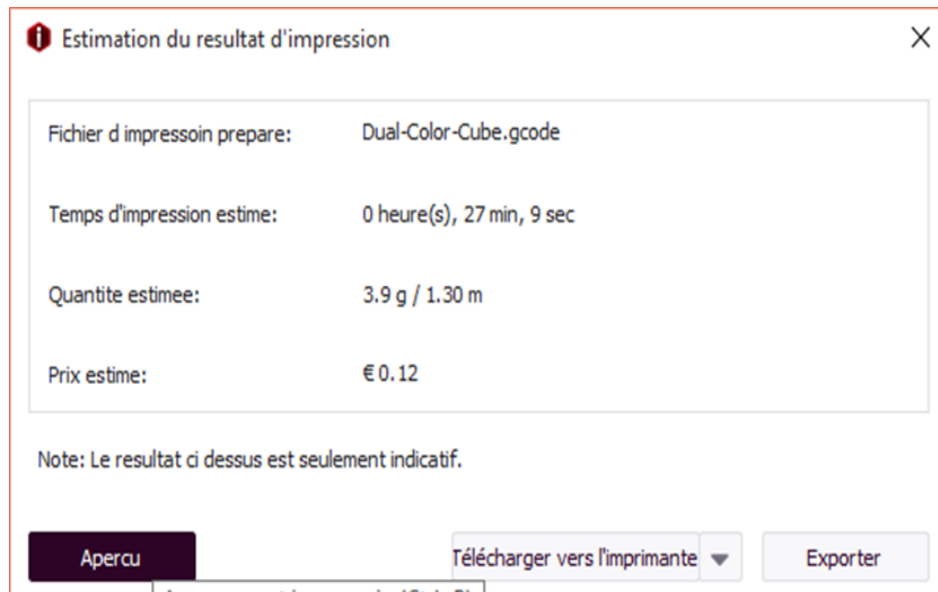 Estimation du resultat d'impression
Fichier d impressoin prepare: Dual-Color-Cube.gcode
Temps d'impression estime: 0 heure(s), 27 min, 9 sec
Quantite estimee: 3.9 g / 1.30 m
Prix estime: € 0.12
Note: Le resultat ci dessus est seulement indicatif.
Apercu Télécharger vers l'imprimante Exporter